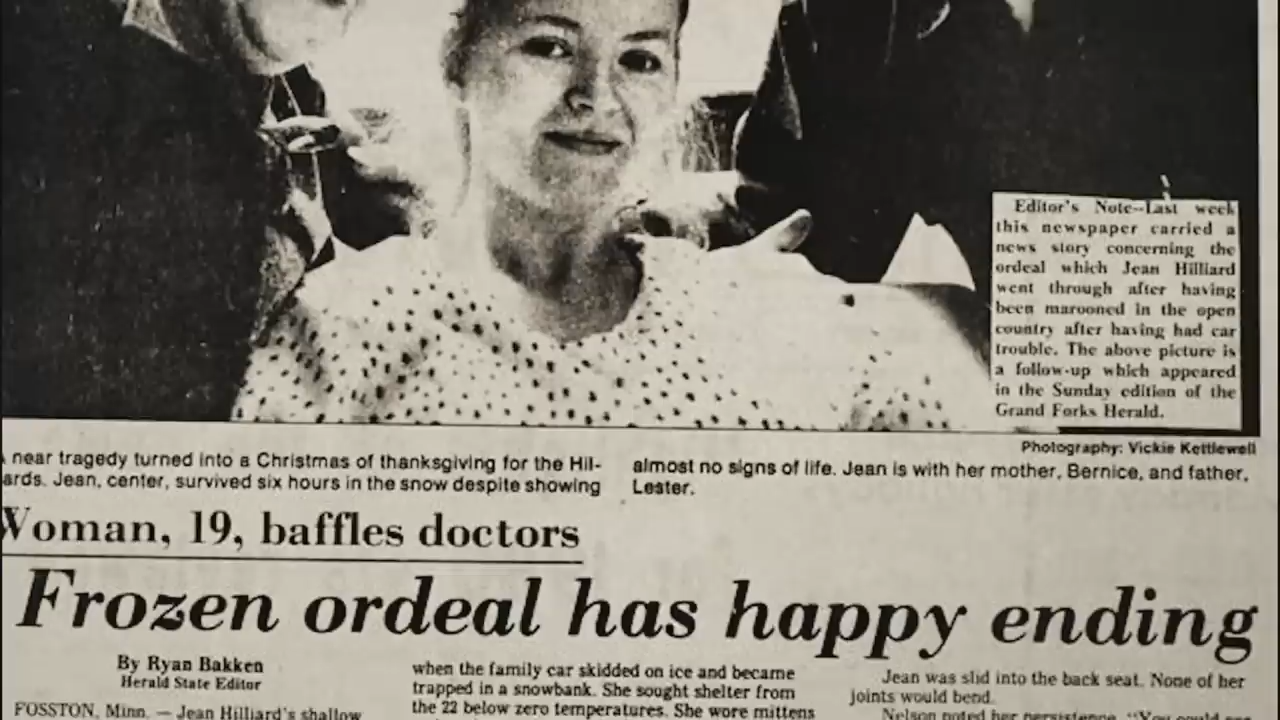 Editor's Note--Last week
this newspaper carried a
news story concerning the
ordeal which Jean Hilliard
went through after having
been marooned in the open
country after having had car
trouble. The above picture is
a follow-up which appeared
in the Sunday edition of the
Grand Forks Herald.
Photography: Vickie Kettlewell
near tragedy turned into a Christmas of thanksgiving for the Hil-
ards. Jean, center, survived six hours in the snow despite showing
almost no signs of life. Jean is with her mother, Bernice, and father,
Lester.
Woman, 19, baffles doctors
Frozen ordeal has happy ending
By Ryan Bakken
Herald State Editor
FOSSTON, Minn. — Jean Hilliard's shallow
when the family car skidded on ice and became
trapped in a snowbank. She sought shelter from
the 22 below zero temperatures. She wore mittens
Jean was slid into the back seat. None of her
joints would bend.
Nelson noted her persistence. "You could